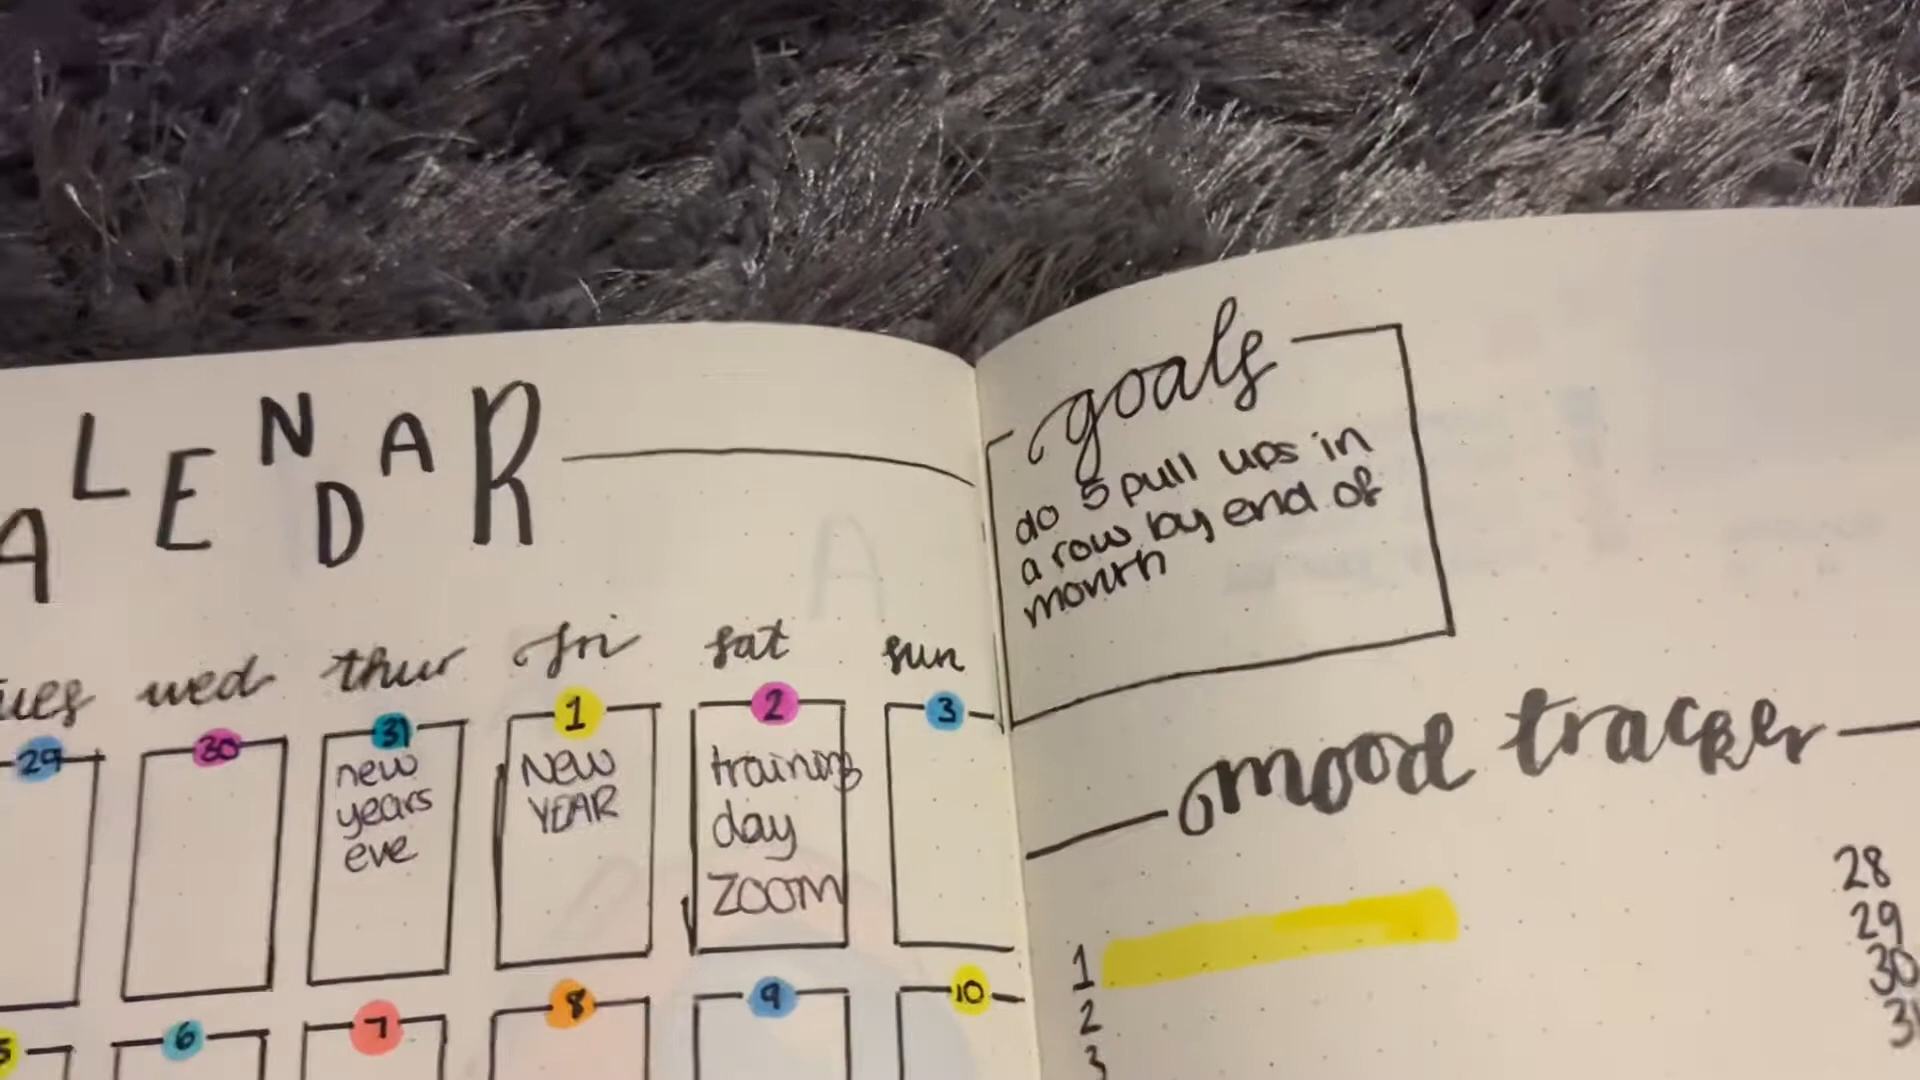 ALENDAR
wed thur fri sat sun
29 30 31 1 2 3
new
years
eve
NEW
YEAR
training
day
ZOOM
5 6 7 8 9 10
goals
do 5 pull ups in
a row by end of
month
mood tracker
1
2
3
28
29
30